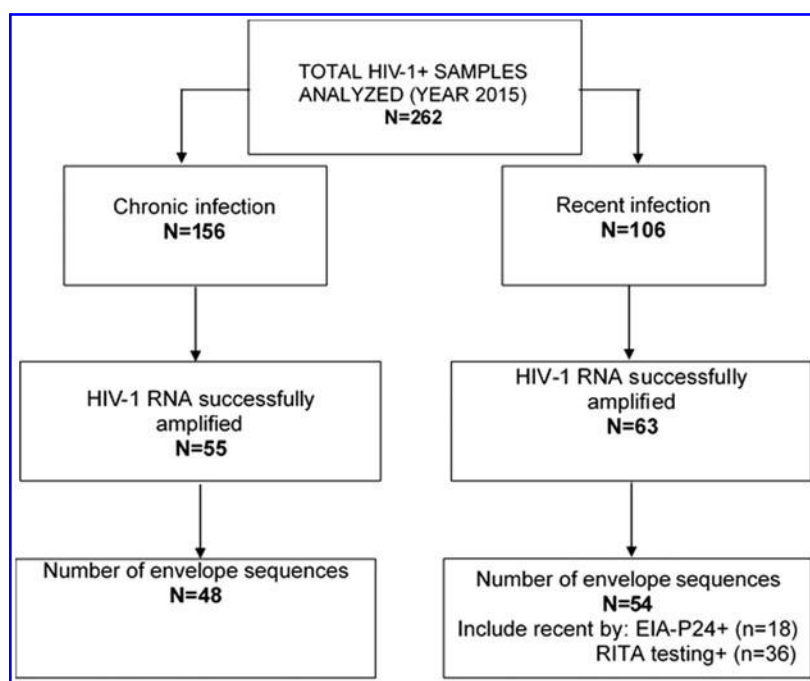 TOTAL HIV-1+ SAMPLES
ANALYZED (YEAR 2015)
N=262
Chronic infection
N=156
Recent infection
N=106
HIV-1 RNA successfully
amplified
N=55
HIV-1 RNA successfully
amplified
N=63
Number of envelope sequences
N=48
Number of envelope sequences
N=54
Include recent by: EIA-P24+ (n=18)
RITA testing+ (n=36)